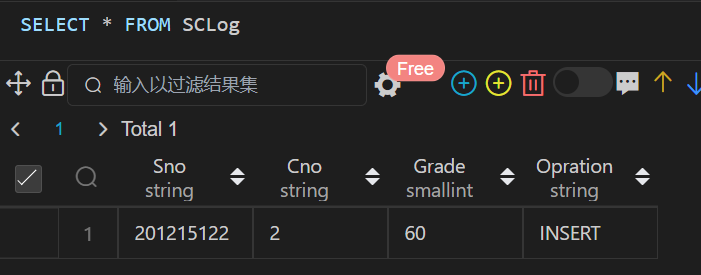 SELECT * FROM SCLog
输入以过滤结果集
Free
1 Total 1
Sno Cno Grade Opration
string string smallint string
1 201215122 2 60 INSERT